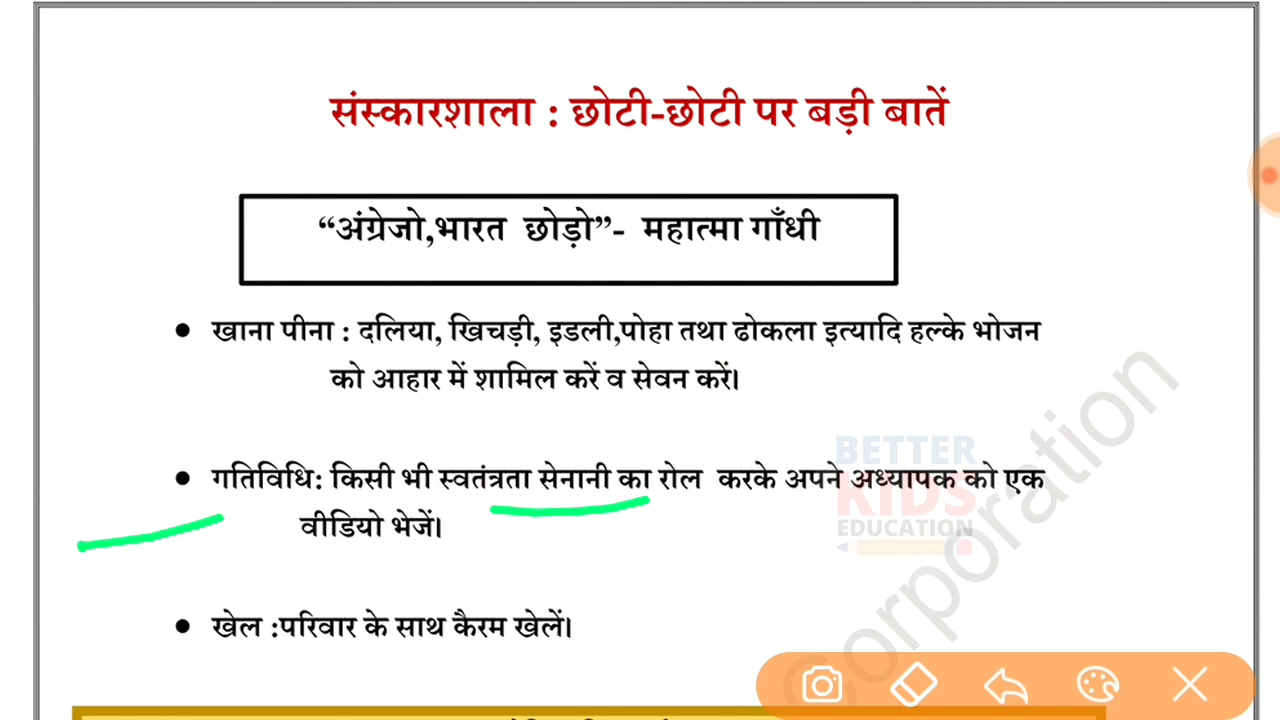 संस्कारशाला : छोटी-छोटी पर बड़ी बातें
“अंग्रेजो,भारत छोड़ो”- महात्मा गाँधी
• खाना पीना : दलिया, खिचड़ी, इडली,पोहा तथा ढोकला इत्यादि हल्के भोजन
को आहार में शामिल करें व सेवन करें।
• गतिविधि: किसी भी स्वतंत्रता सेनानी का रोल करके अपने अध्यापक को एक
वीडियो भेजें।
BETTER
KIDS
EDUCATION
Corporation
• खेल :परिवार के साथ कैरम खेलें।